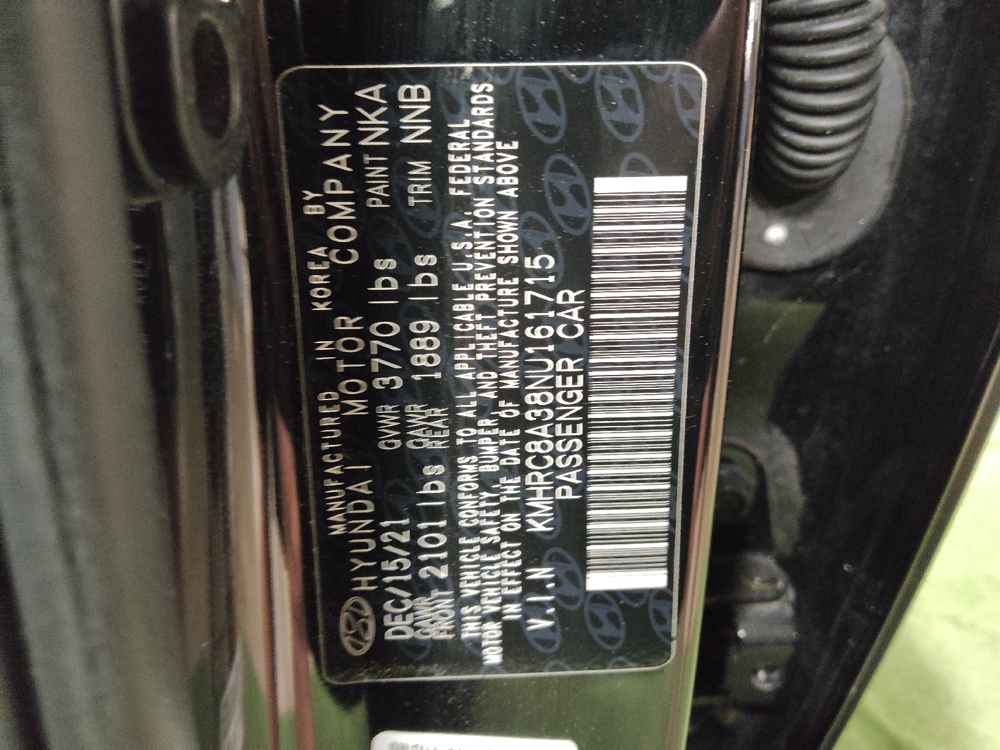 MANUFACTURED IN KOREA BY
HYUNDAI MOTOR COMPANY
DEC/15/21 GVWR 3770 lbs PAINT NKA
GAWR FRONT 2101 lbs GAWR REAR 1889 lbs TRIM NNB
THIS VEHICLE CONFORMS TO ALL APPLICABLE U.S.A. FEDERAL
MOTOR VEHICLE SAFETY, BUMPER, AND THEFT PREVENTION STANDARDS
IN EFFECT ON THE DATE OF MANUFACTURE SHOWN ABOVE
V.I.N KMHRC8A38NU161715
PASSENGER CAR